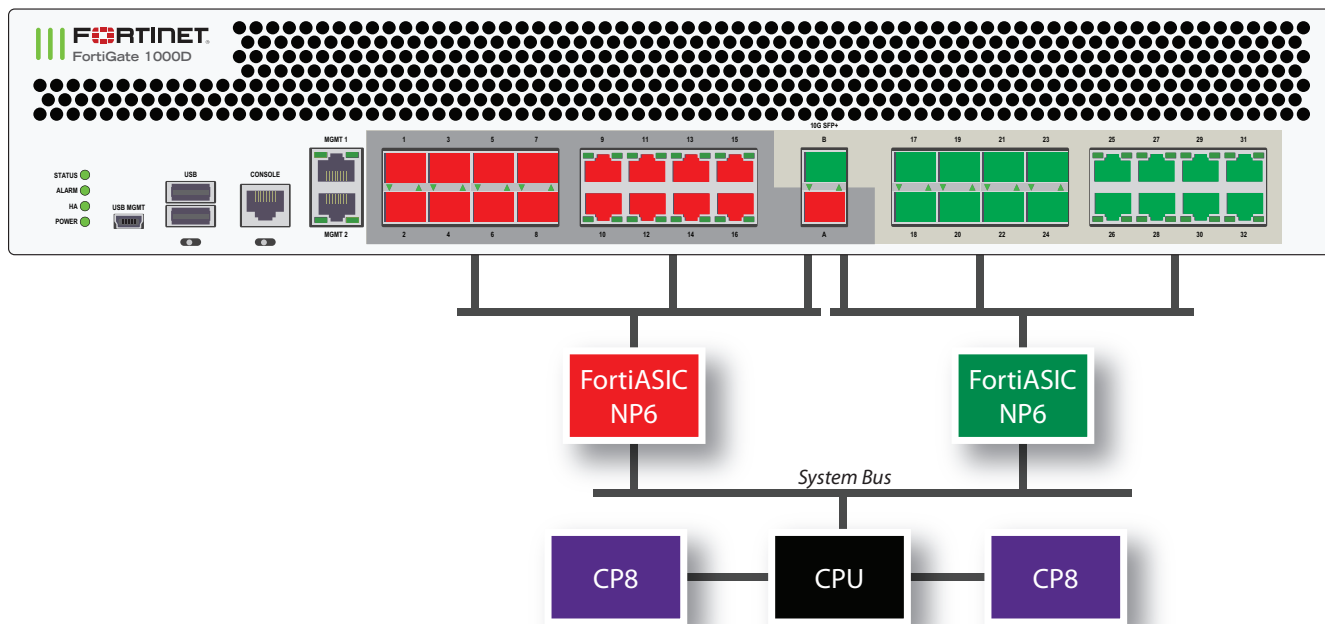 FORTINET
FortiGate 1000D
10G SFP+
MGMT 1
1 3 5 7
9 11 13 15
B
17 19 21 23
25 27 29 31
STATUS
ALARM
HA
POWER
USB MGMT
USB
CONSOLE
MGMT 2
2 4 6 8
10 12 14 16
A
18 20 22 24
26 28 30 32
FortiASIC
NP6
FortiASIC
NP6
System Bus
CP8
CPU
CP8